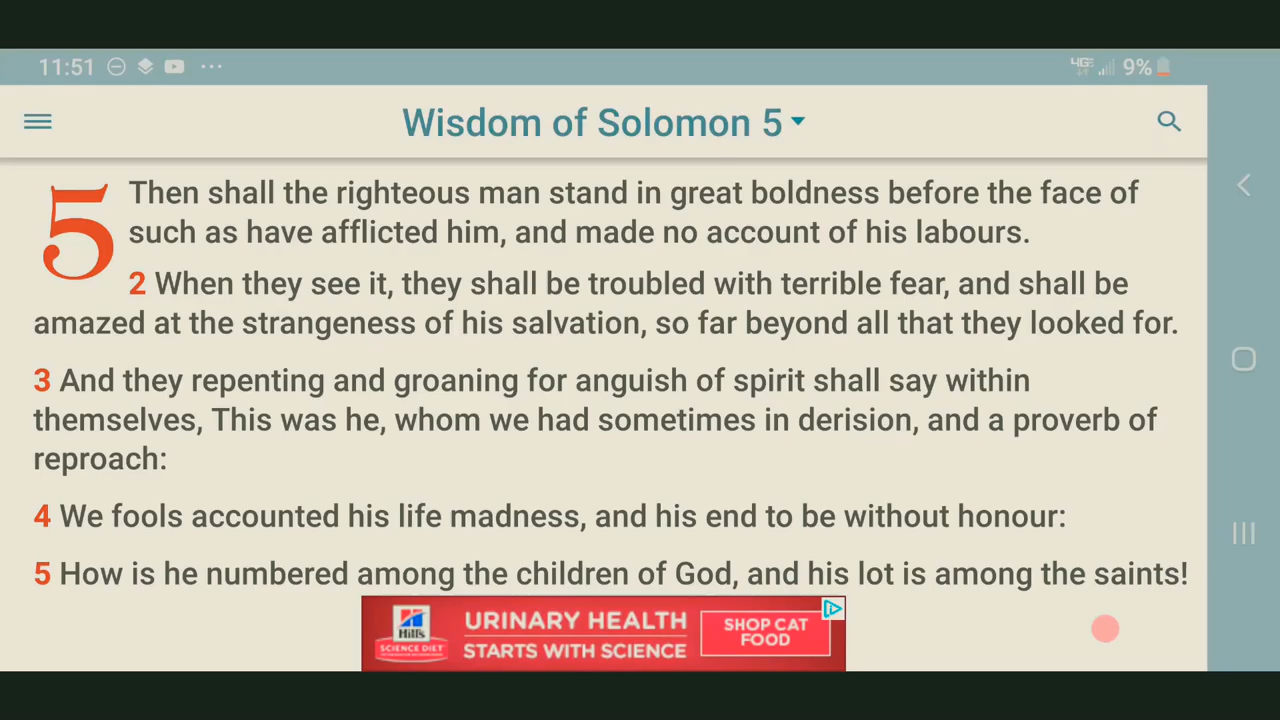 11:51 4GE 9%
Wisdom of Solomon 5
5 Then shall the righteous man stand in great boldness before the face of
such as have afflicted him, and made no account of his labours.
2 When they see it, they shall be troubled with terrible fear, and shall be
amazed at the strangeness of his salvation, so far beyond all that they looked for.
3 And they repenting and groaning for anguish of spirit shall say within
themselves, This was he, whom we had sometimes in derision, and a proverb of
reproach:
4 We fools accounted his life madness, and his end to be without honour:
5 How is he numbered among the children of God, and his lot is among the saints!
Hill's
SCIENCE DIET
URINARY HEALTH
STARTS WITH SCIENCE
SHOP CAT
FOOD